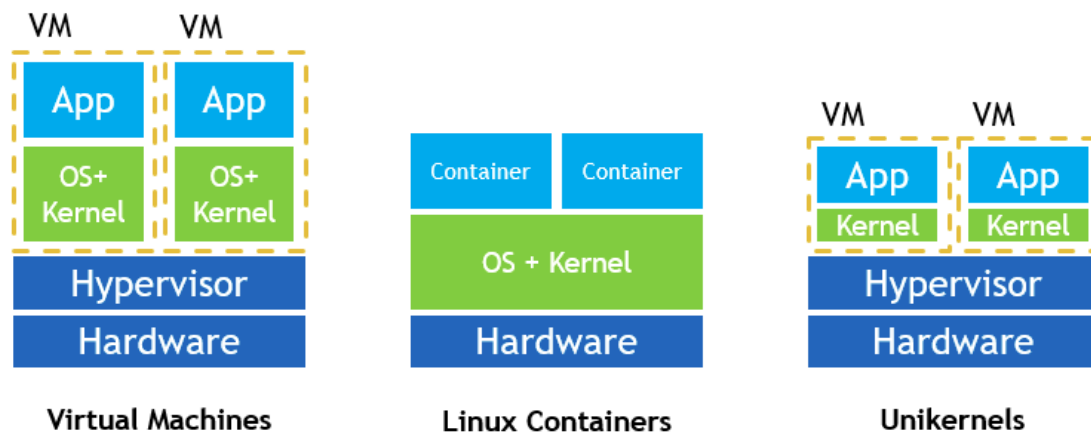 VM
VM
App
App
OS+
Kernel
OS+
Kernel
Hypervisor
Hardware
Virtual Machines
Container
Container
OS + Kernel
Hardware
Linux Containers
VM
VM
App
App
Kernel
Kernel
Hypervisor
Hardware
Unikernels